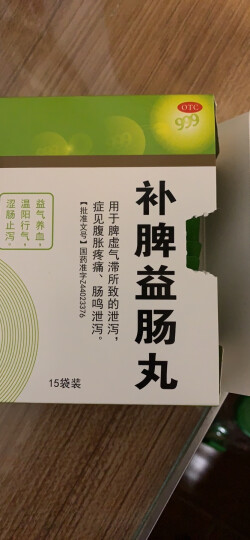 OTC
999
补脾益肠丸
用于脾虚气滞所致的泄泻,
症见腹胀疼痛、肠鸣泄泻。
【批准文号】国药准字Z44023376
益气养血
温阳行气
涩肠止泻
15袋装